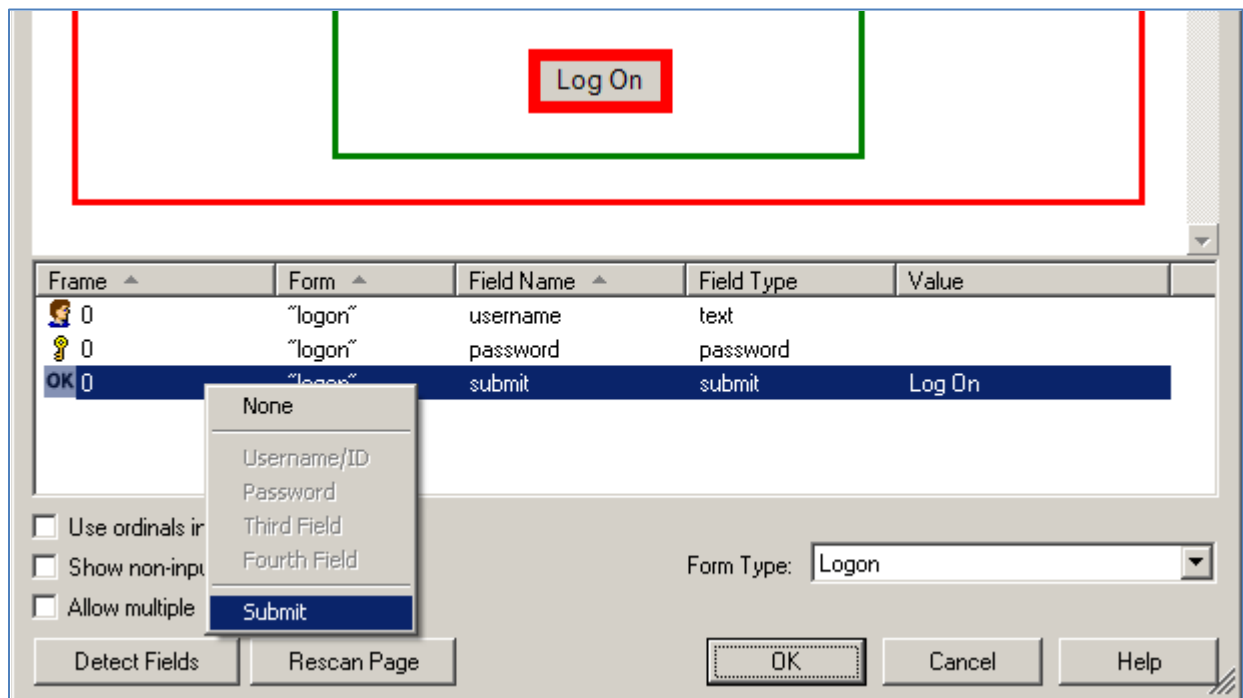 Log On
Frame Form Field Name Field Type Value
0 "logon" username text
0 "logon" password password
OK 0 "logon" submit submit Log On
None
Username/ID
Password
Third Field
Fourth Field
Submit
Use ordinals in
Show non-inpu
Allow multiple
Form Type: Logon
Detect Fields Rescan Page OK Cancel Help